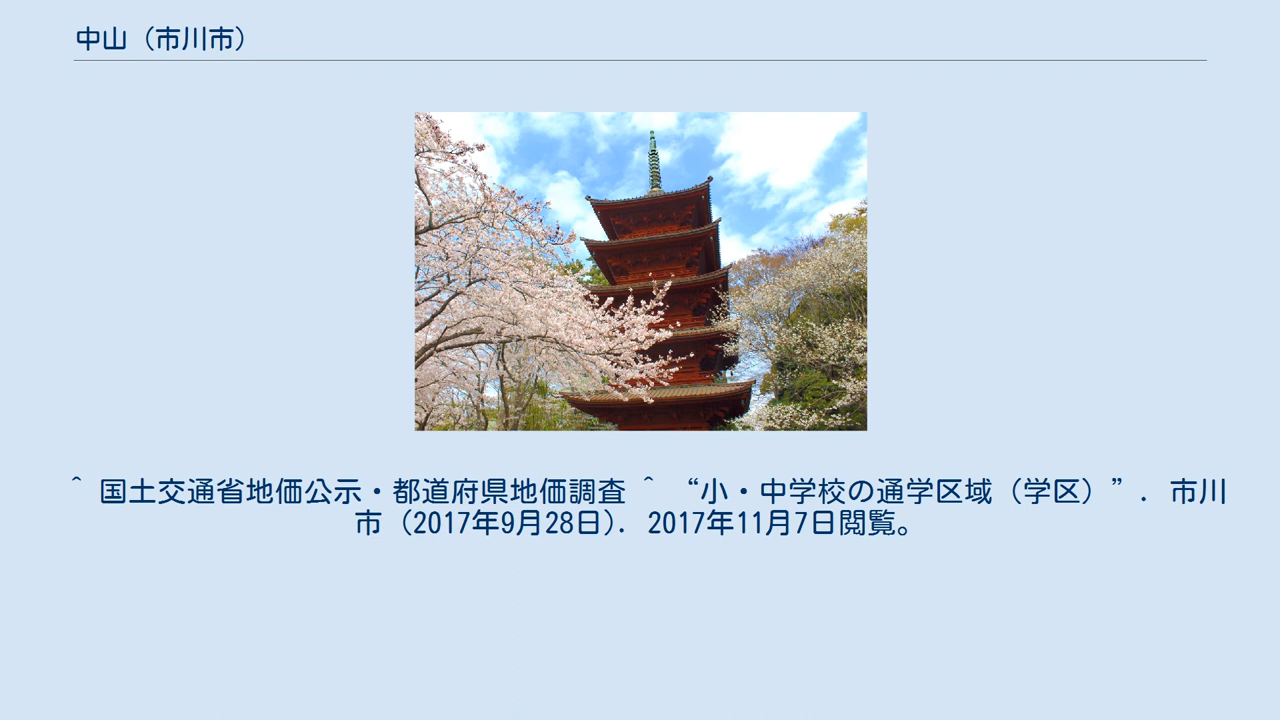 中山（市川市）
^ 国土交通省地価公示・都道府県地価調査 ^ “小・中学校の通学区域（学区）”. 市川
市 (2017年9月28日). 2017年11月7日閲覧。